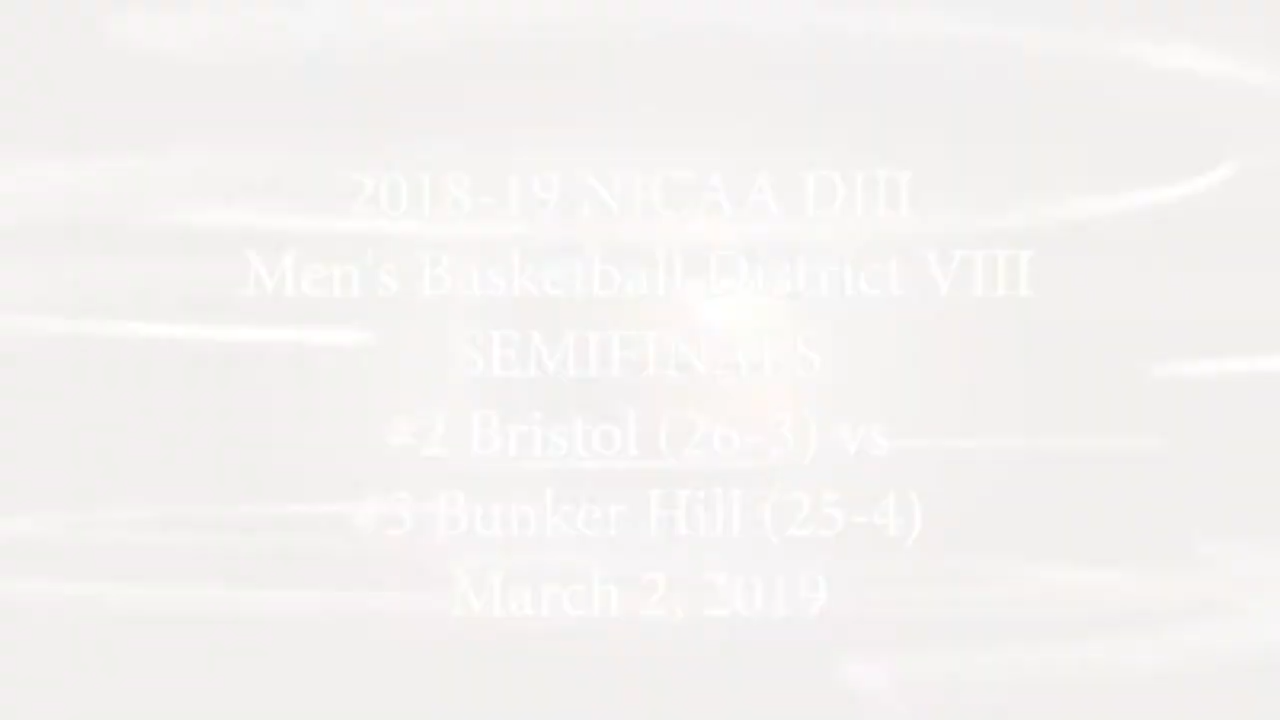 2018-19 NJCAA DIII
Men's Basketball District VIII
SEMIFINALS
#2 Bristol (26-3) vs
#3 Bunker Hill (25-4)
March 2, 2019